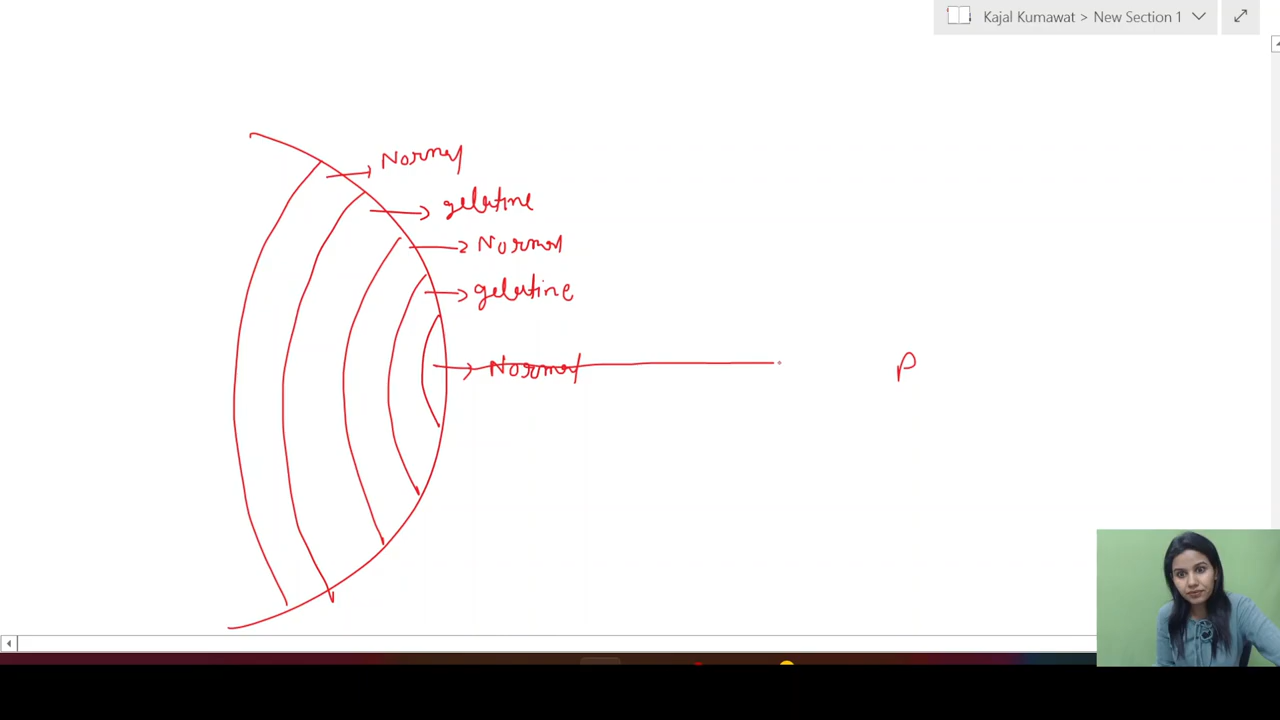 Kajal Kumawat > New Section 1
Normal
gelatine
Normal
gelatine
Normal
P